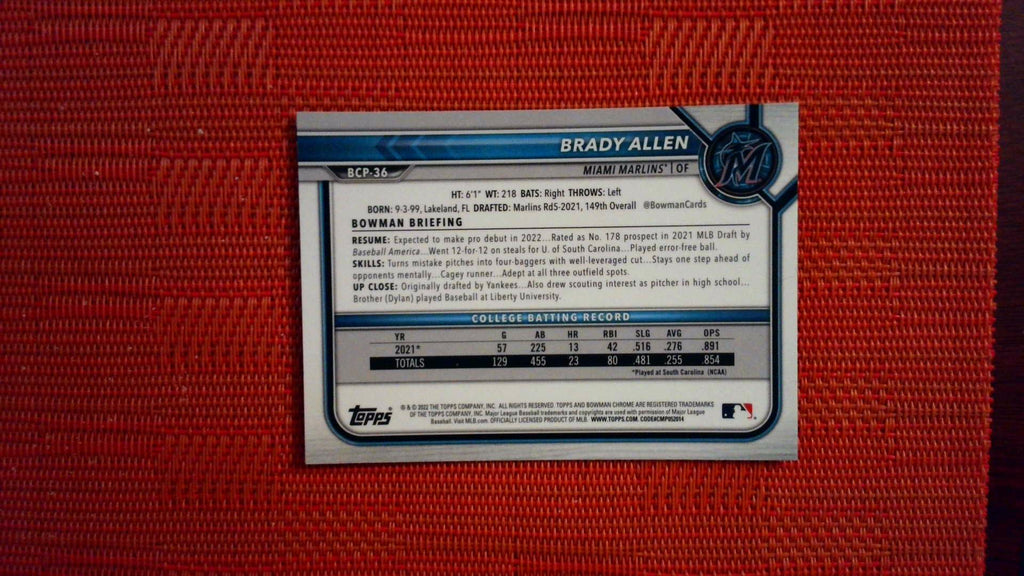 BRADY ALLEN
M
BCP-36
MIAMI MARLINS® | OF
HT: 6'1" WT: 218 BATS: Right THROWS: Left
BORN: 9-3-99, Lakeland, FL DRAFTED: Marlins Rd5-2021, 149th Overall @BowmanCards
BOWMAN BRIEFING
RESUME: Expected to make pro debut in 2022...Rated as No. 178 prospect in 2021 MLB Draft by
Baseball America...Went 12-for-12 on steals for U. of South Carolina...Played error-free ball.
SKILLS: Turns mistake pitches into four-baggers with well-leveraged cut...Stays one step ahead of
opponents mentally...Cagey runner...Adept at all three outfield spots.
UP CLOSE: Originally drafted by Yankees...Also drew scouting interest as pitcher in high school...
Brother (Dylan) played Baseball at Liberty University.
COLLEGE BATTING RECORD
YR G AB HR RBI SLG AVG OPS
2021* 57 225 13 42 .516 .276 .891
TOTALS 129 455 23 80 .481 .255 .854
*Played at South Carolina (NCAA)
Topps®
® & © 2022 THE TOPPS COMPANY, INC. ALL RIGHTS RESERVED. TOPPS AND BOWMAN CHROME ARE REGISTERED TRADEMARKS
OF THE TOPPS COMPANY, INC. Major League Baseball trademarks and copyrights are used with permission of Major League
Baseball. Visit MLB.com. OFFICIALLY LICENSED PRODUCT OF MLB. WWW.TOPPS.COM. CODE#CMP052014